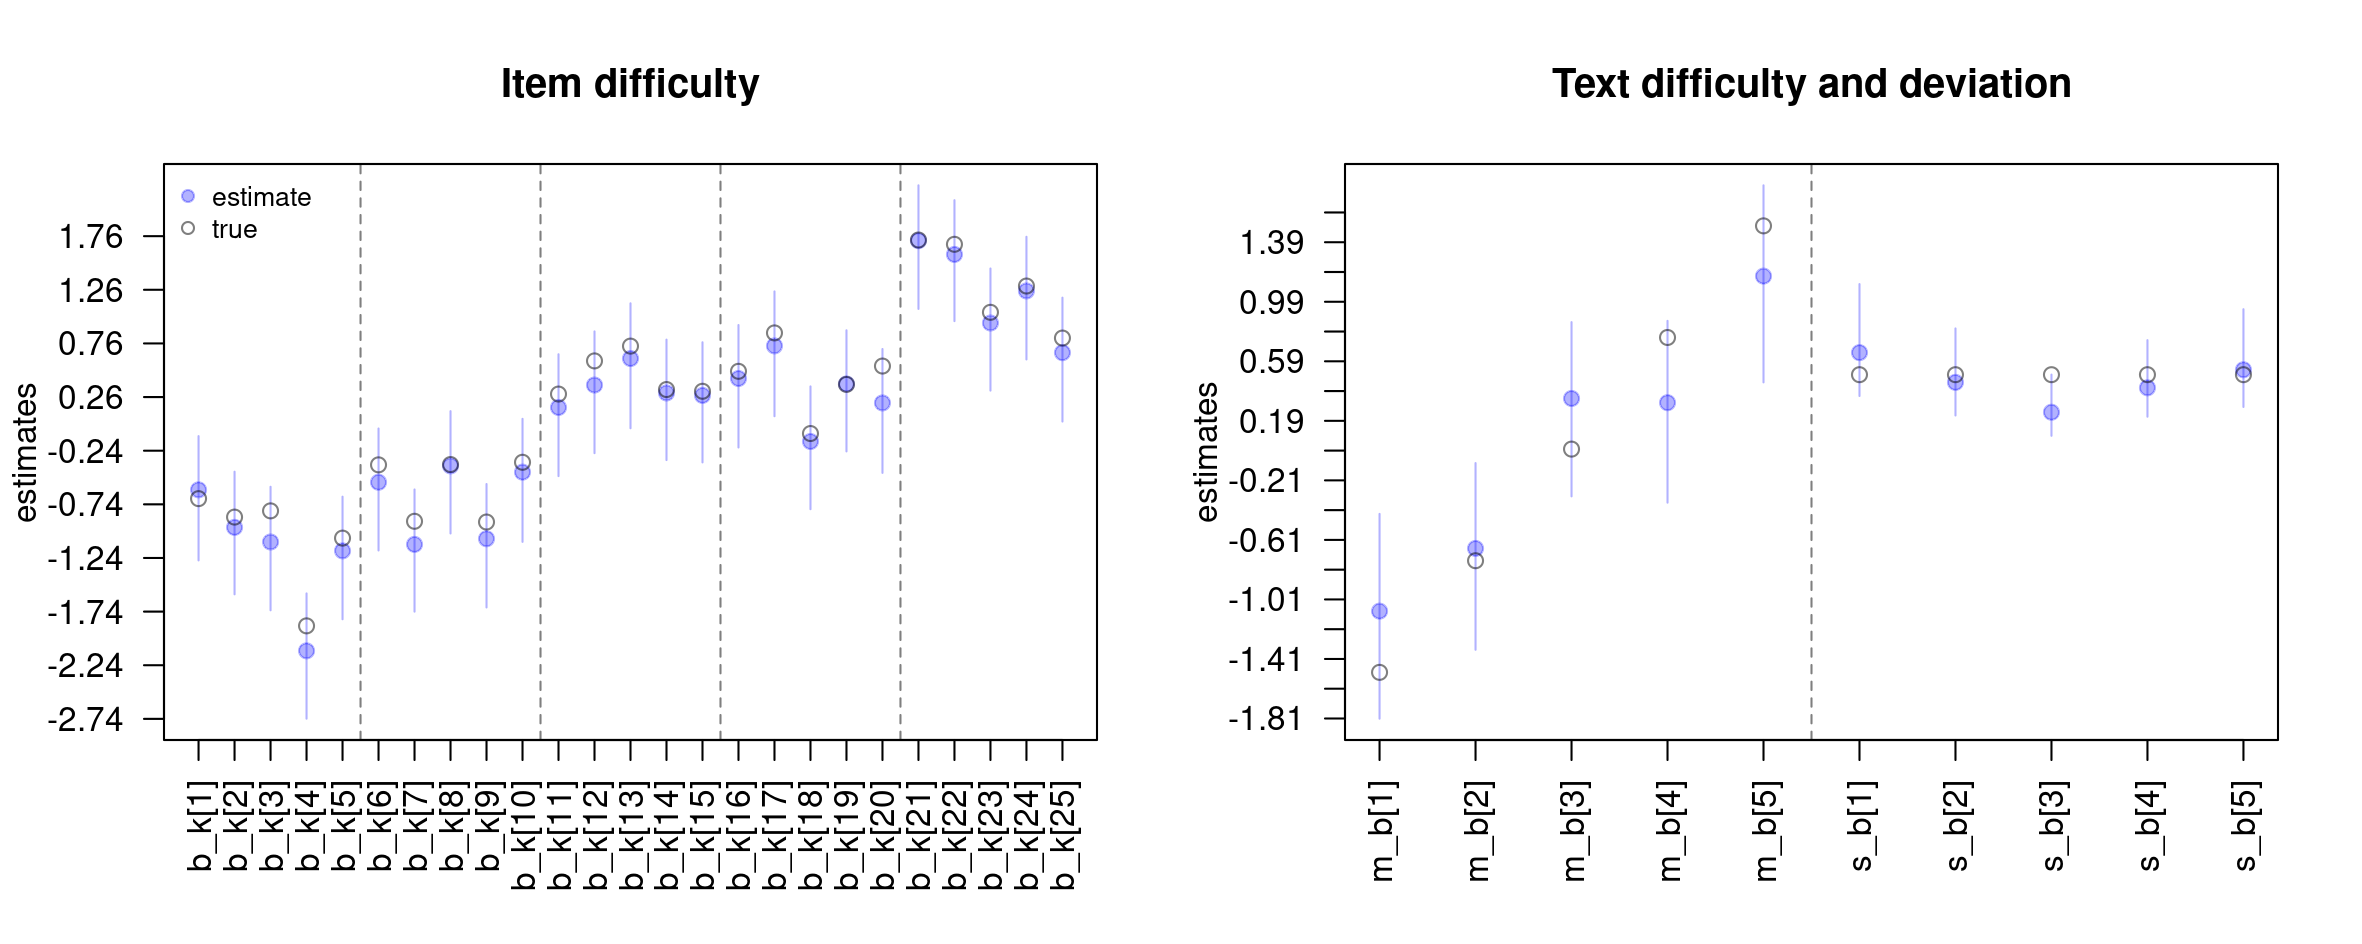 Item difficulty
estimate
true
estimates
1.76
1.26
0.76
0.26
-0.24
-0.74
-1.24
-1.74
-2.24
-2.74
b_k[1]
b_k[2]
b_k[3]
b_k[4]
b_k[5]
b_k[6]
b_k[7]
b_k[8]
b_k[9]
b_k[10]
b_k[11]
b_k[12]
b_k[13]
b_k[14]
b_k[15]
b_k[16]
b_k[17]
b_k[18]
b_k[19]
b_k[20]
b_k[21]
b_k[22]
b_k[23]
b_k[24]
b_k[25]
Text difficulty and deviation
estimates
1.39
0.99
0.59
0.19
-0.21
-0.61
-1.01
-1.41
-1.81
m_b[1]
m_b[2]
m_b[3]
m_b[4]
m_b[5]
s_b[1]
s_b[2]
s_b[3]
s_b[4]
s_b[5]